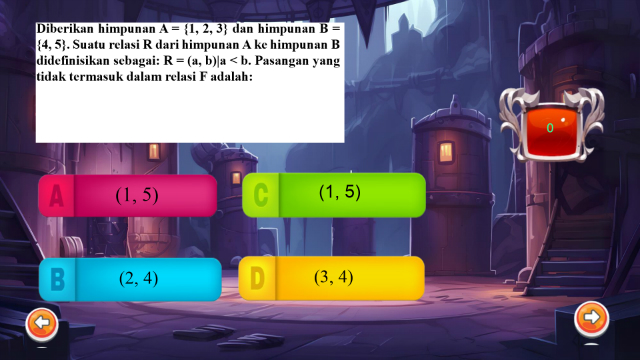 Diberikan himpunan A = {1, 2, 3} dan himpunan B =
{4, 5}. Suatu relasi R dari himpunan A ke himpunan B
didefinisikan sebagai: R = (a, b)|a < b. Pasangan yang
tidak termasuk dalam relasi F adalah:
0
A (1, 5)
C (1, 5)
B (2, 4)
D (3, 4)